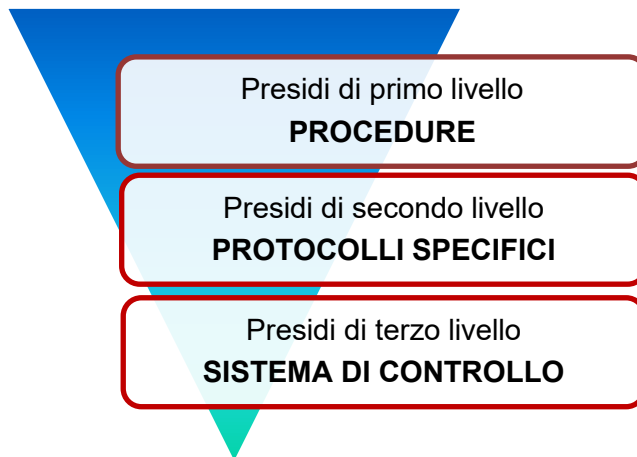 Presidi di primo livello
PROCEDURE
Presidi di secondo livello
PROTOCOLLI SPECIFICI
Presidi di terzo livello
SISTEMA DI CONTROLLO